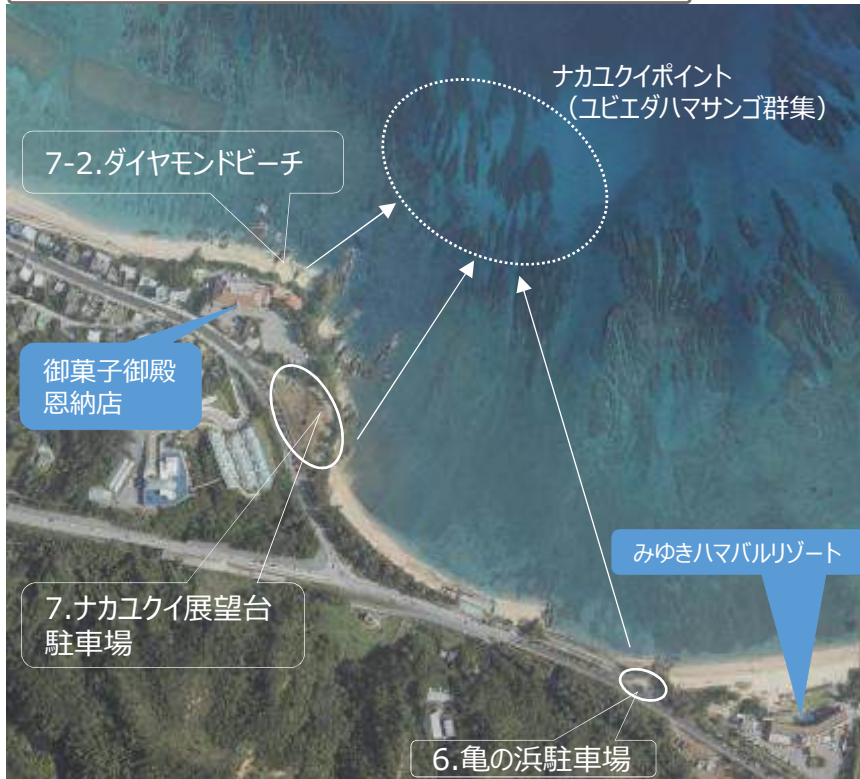 ナカユクイポイント
（ユビエダハマサンゴ群集）
7-2.ダイヤモンドビーチ
御菓子御殿
恩納店
みゆきハマバルリゾート
7.ナカユクイ展望台
駐車場
6.亀の浜駐車場